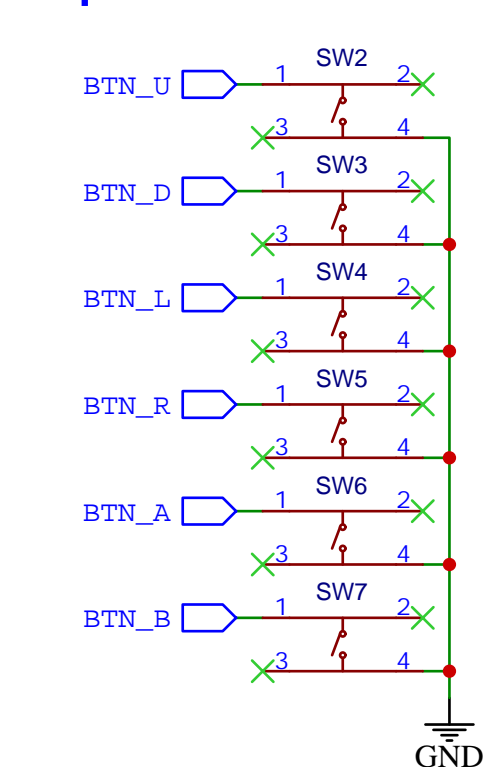 SW2
BTN_U 1 2
3 4
SW3
BTN_D 1 2
3 4
SW4
BTN_L 1 2
3 4
SW5
BTN_R 1 2
3 4
SW6
BTN_A 1 2
3 4
SW7
BTN_B 1 2
3 4
GND